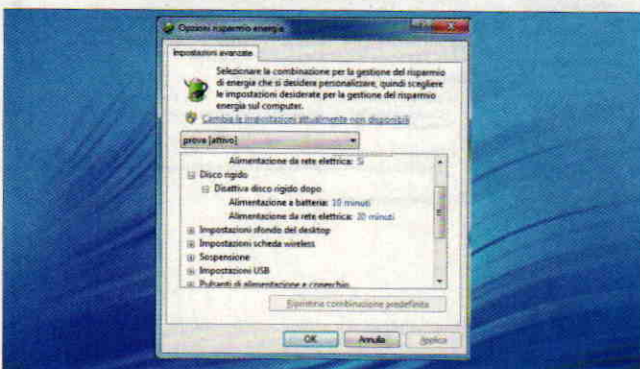 Opzioni risparmio energia
Impostazioni avanzate
Selezionare la combinazione per la gestione del risparmio
di energia che si desidera personalizzare, quindi scegliere
le impostazioni desiderate per la gestione del risparmio
energia sul computer.
Cambia le impostazioni attualmente non disponibili
prova [attivo]
Alimentazione da rete elettrica: Sì
Disco rigido
Disattiva disco rigido dopo
Alimentazione a batteria: 10 minuti
Alimentazione da rete elettrica: 20 minuti
Impostazioni sfondo del desktop
Impostazioni scheda wireless
Sospensione
Impostazioni USB
Pulsanti di alimentazione e coperchio
Ripristina combinazione predefinita
OK
Annulla
Applica